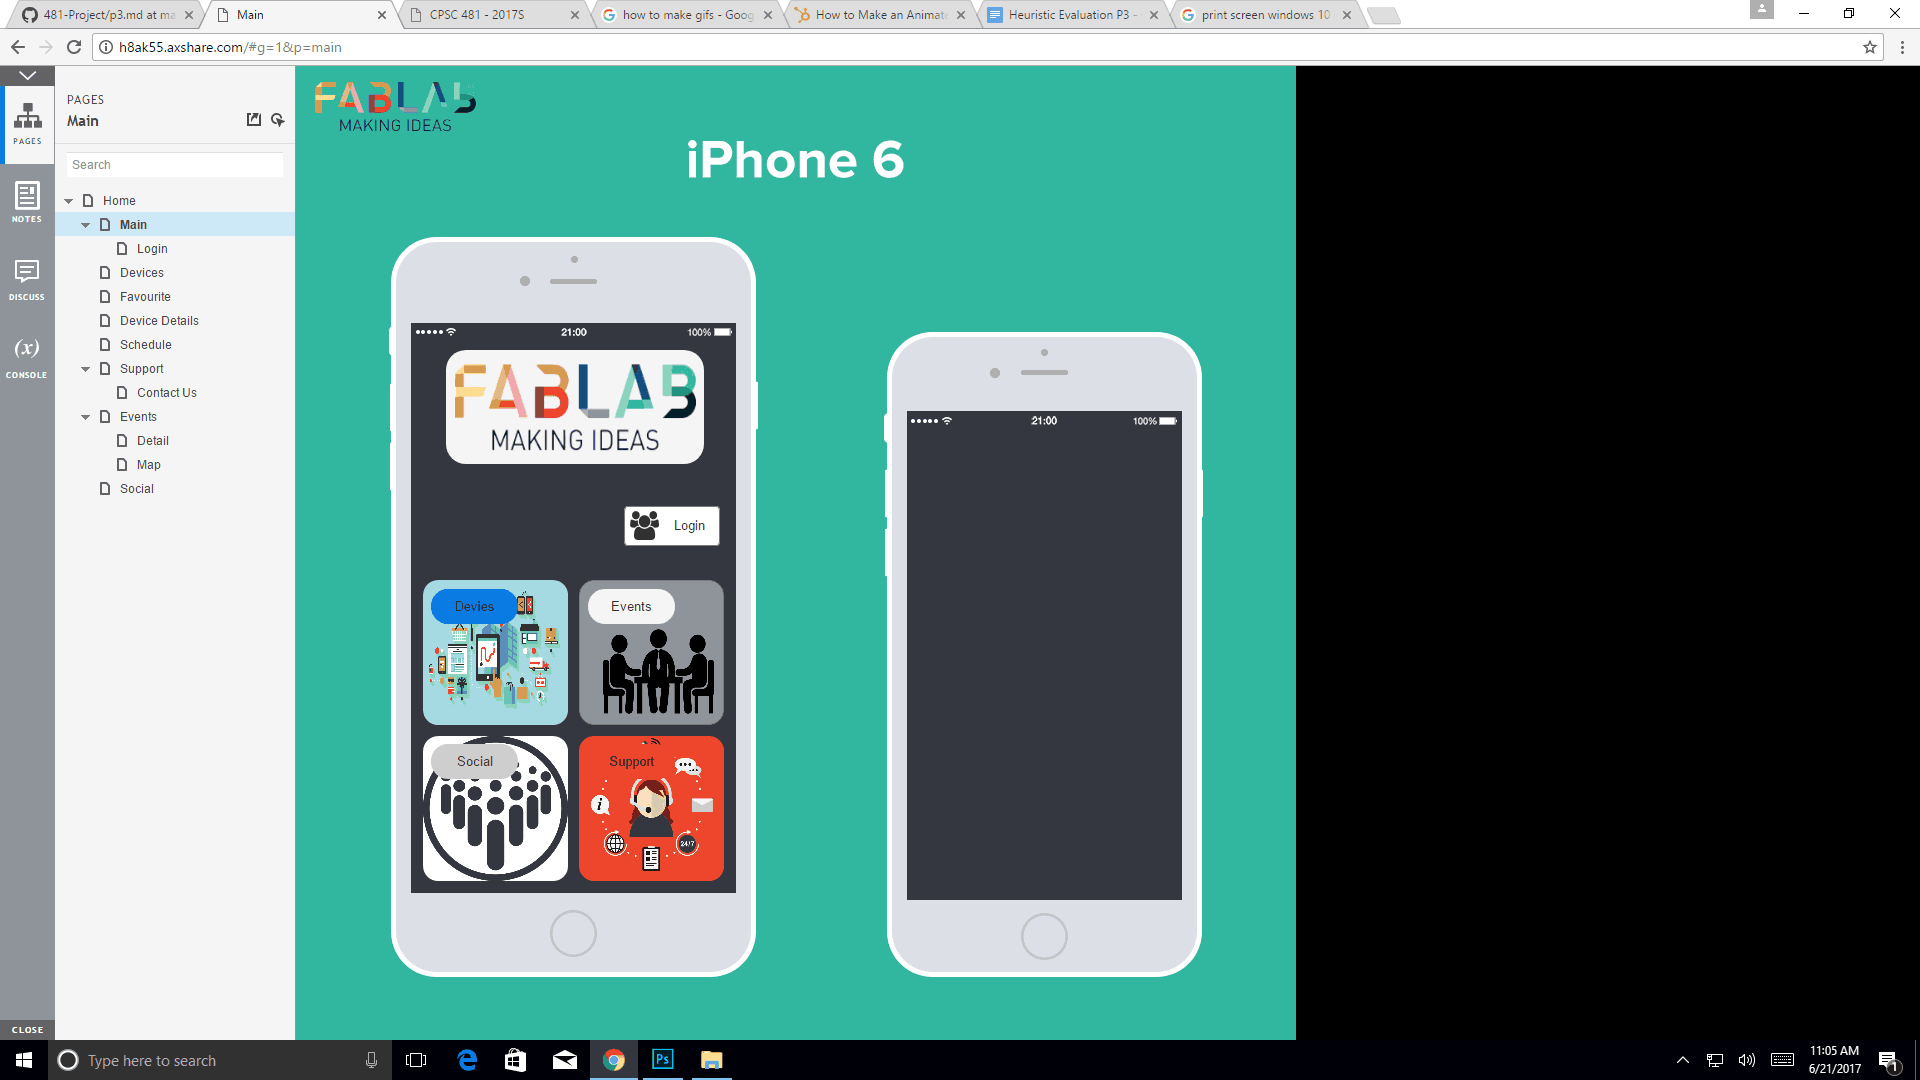 481-Project/p3.md at ma
Main
CPSC 481 - 2017S
how to make gifs - Goog
How to Make an Animate
Heuristic Evaluation P3 -
print screen windows 10
h8ak55.axshare.com/#g=1&p=main
PAGES
Main
PAGES
NOTES
DISCUSS
(x)
CONSOLE
CLOSE
Search
Home
Main
Login
Devices
Favourite
Device Details
Schedule
Support
Contact Us
Events
Detail
Map
Social
FABLAB
MAKING IDEAS
iPhone 6
21:00
100%
FABLAB
MAKING IDEAS
Login
Devies
Events
Social
Support
i
24/7
21:00
100%
Type here to search
Ps
11:05 AM
6/21/2017
1